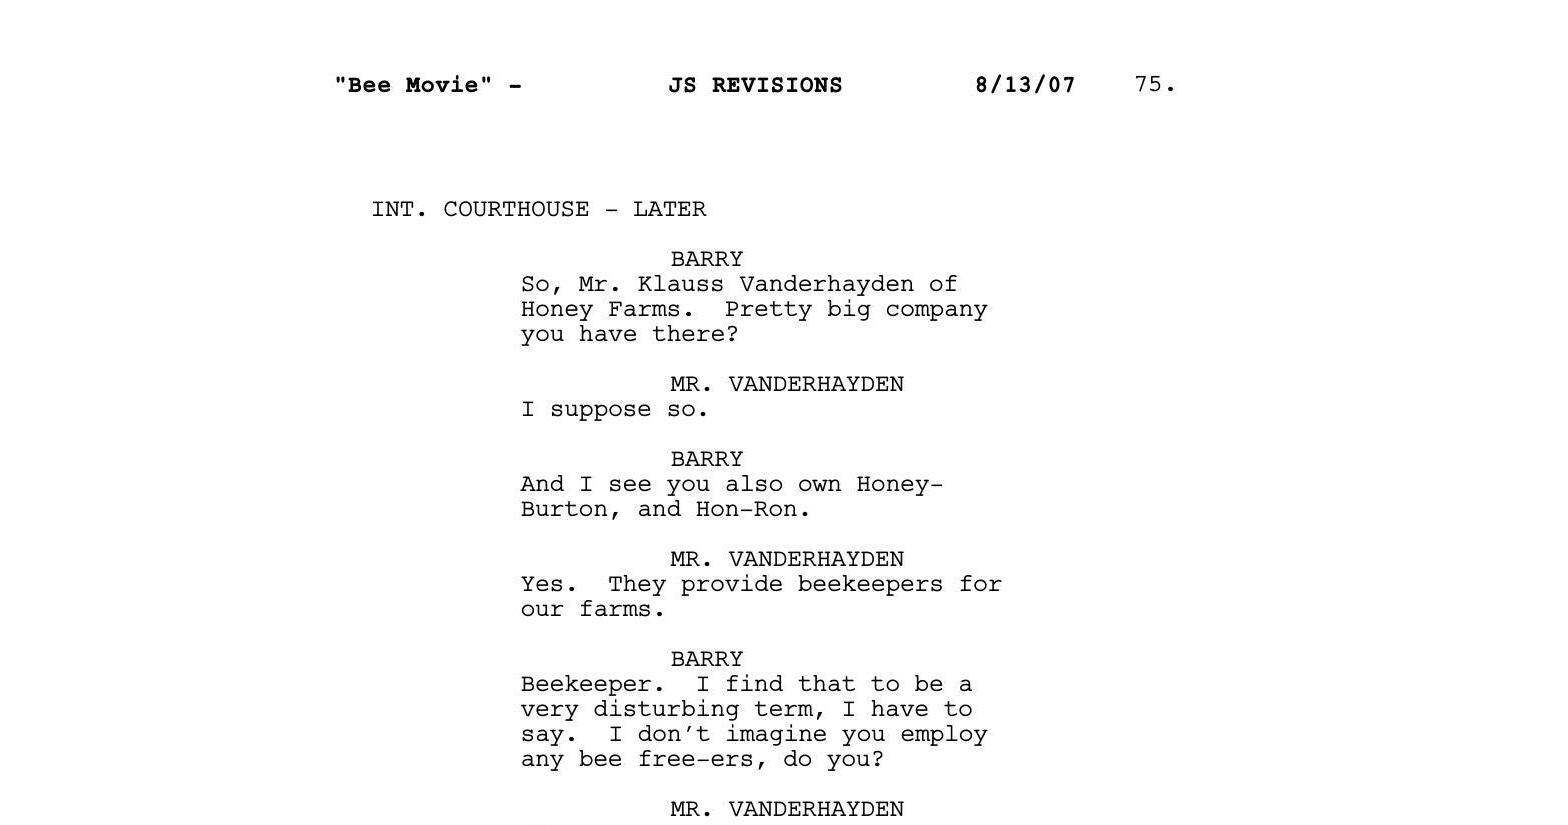 "Bee Movie" - JS REVISIONS 8/13/07 75.
INT. COURTHOUSE - LATER
BARRY
So, Mr. Klauss Vanderhayden of
Honey Farms. Pretty big company
you have there?
MR. VANDERHAYDEN
I suppose so.
BARRY
And I see you also own Honey-
Burton, and Hon-Ron.
MR. VANDERHAYDEN
Yes. They provide beekeepers for
our farms.
BARRY
Beekeeper. I find that to be a
very disturbing term, I have to
say. I don't imagine you employ
any bee free-ers, do you?
MR. VANDERHAYDEN